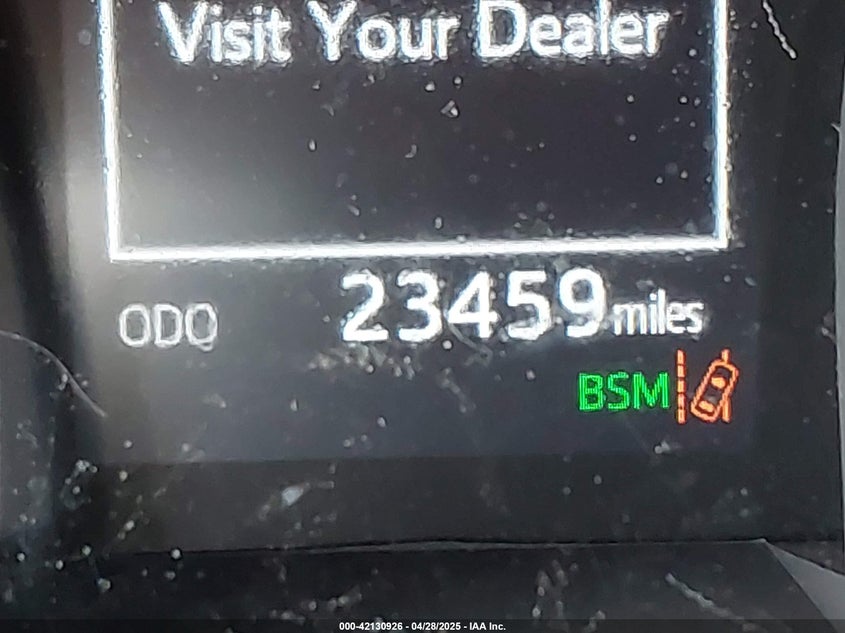 Visit Your Dealer
ODO 23459 miles
BSM
000-42130926 - 04/28/2025 - IAA Inc.